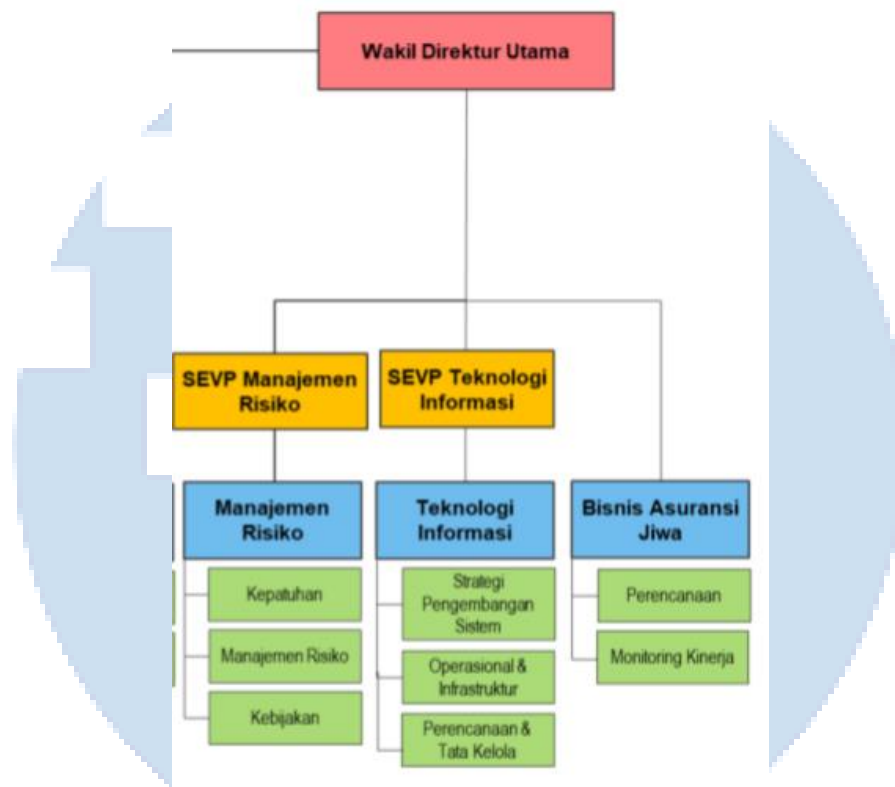 Wakil Direktur Utama
SEVP Manajemen
Risiko
SEVP Teknologi
Informasi
Manajemen
Risiko
Teknologi
Informasi
Bisnis Asuransi
Jiwa
Kepatuhan
Manajemen Risiko
Kebijakan
Strategi
Pengembangan
Sistem
Operasional &
Infrastruktur
Perencanaan &
Tata Kelola
Perencanaan
Monitoring Kinerja